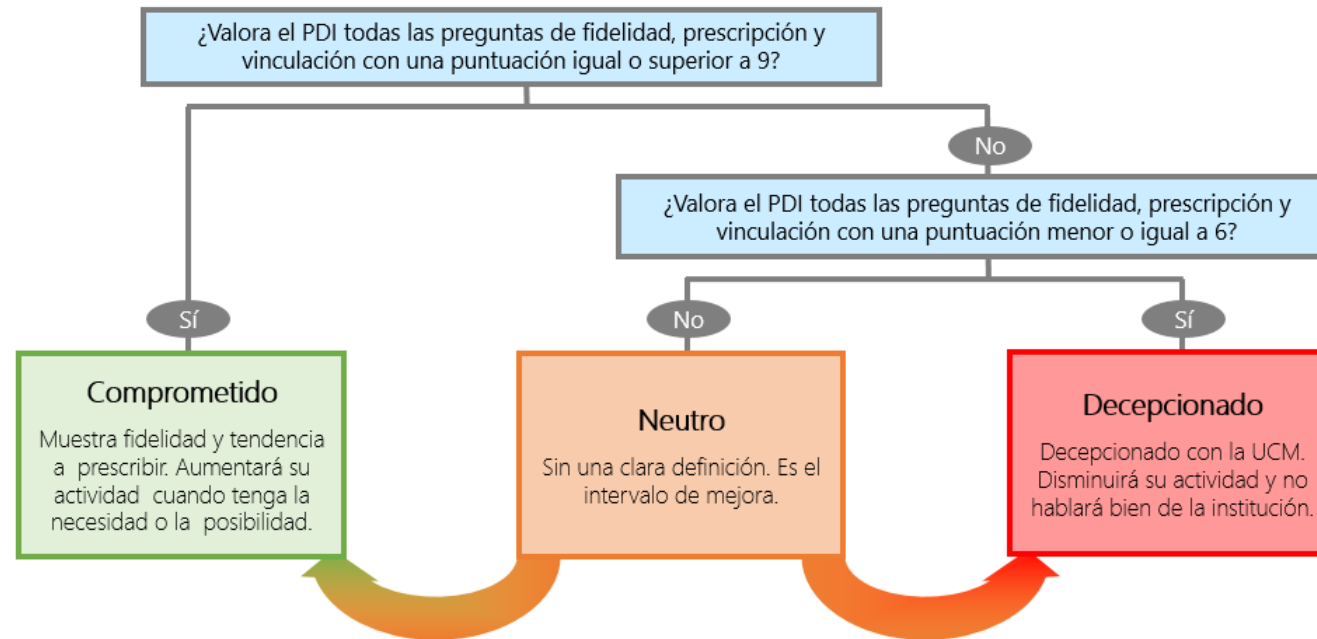 ¿Valora el PDI todas las preguntas de fidelidad, prescripción y
vinculación con una puntuación igual o superior a 9?
No
¿Valora el PDI todas las preguntas de fidelidad, prescripción y
vinculación con una puntuación menor o igual a 6?
Sí
No
Sí
Comprometido
Muestra fidelidad y tendencia
a prescribir. Aumentará su
actividad cuando tenga la
necesidad o la posibilidad.
Neutro
Sin una clara definición. Es el
intervalo de mejora.
Decepcionado
Decepcionado con la UCM.
Disminuirá su actividad y no
hablará bien de la institución.